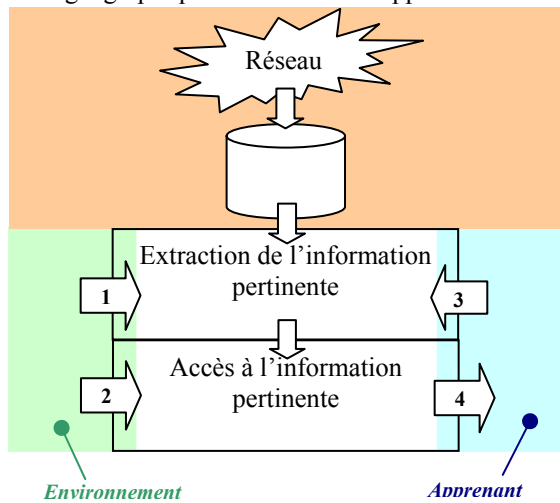 Réseau
Extraction de l'information
pertinente
1
3
Accès à l'information
pertinente
2
4
Environnement
Apprenant